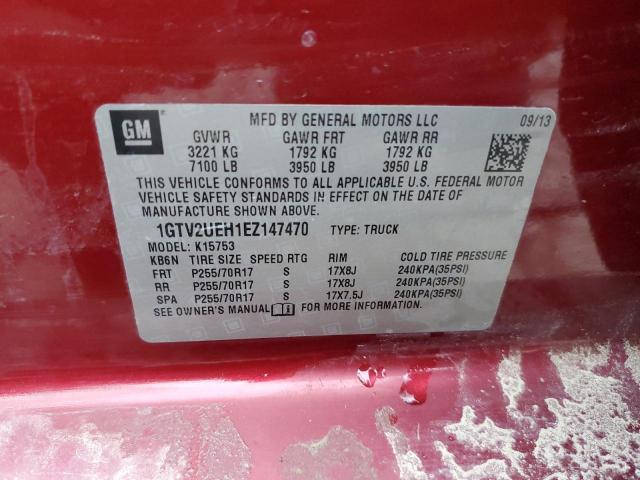 GM
MFD BY GENERAL MOTORS LLC 09/13
GVWR GAWR FRT GAWR RR
3221 KG 1792 KG 1792 KG
7100 LB 3950 LB 3950 LB
THIS VEHICLE CONFORMS TO ALL APPLICABLE U.S. FEDERAL MOTOR
VEHICLE SAFETY STANDARDS IN EFFECT ON THE DATE OF
MANUFACTURE SHOWN ABOVE.
1GTV2UEH1EZ147470 TYPE: TRUCK
MODEL: K15753
KB6N TIRE SIZE SPEED RTG RIM COLD TIRE PRESSURE
FRT P255/70R17 S 17X8J 240KPA(35PSI)
RR P255/70R17 S 17X8J 240KPA(35PSI)
SPA P255/70R17 S 17X7.5J 240KPA(35PSI)
SEE OWNER'S MANUAL FOR MORE INFORMATION.